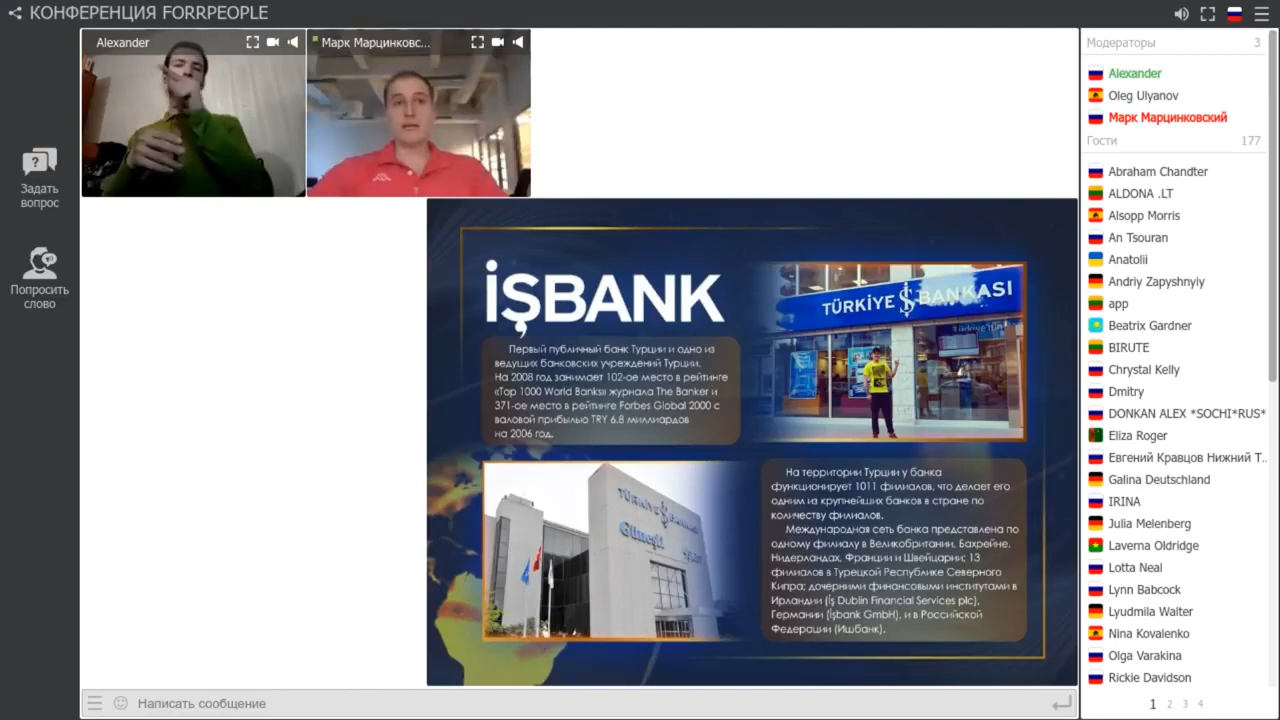 КОНФЕРЕНЦИЯ FORRPEOPLE
Alexander
Марк Марцинковс...
Задать
вопрос
Попросить
слово
İŞBANK
Первый публичный банк Турции и одно из
ведущих банковских учреждений Турции.
На 2008 год занимает 102-ое место в рейтинге
«Top 1000 World Banks» журнала The Banker и
371-ое место в рейтинге Forbes Global 2000 с
валовой прибылью TRY 6.8 миллиардов
на 2006 год.
TÜRKİYE İŞ BANKASI
TÜRKİYE İŞ BANKASI
На территории Турции у банка
функционирует 1011 филиалов, что делает его
одним из крупнейших банков в стране по
количеству филиалов.
Международная сеть банка представлена по
одному филиалу в Великобритании, Бахрейне,
Нидерландах, Франции и Швейцарии; 13
филиалов в Турецкой Республике Северного
Кипра; дочерними финансовыми институтами в
Ирландии (İş Dublin Financial Services plc),
Германии (İşbank GmbH), и в Российской
Федерации (Ишбанк).
Написать сообщение
Модераторы 3
Alexander
Oleg Ulyanov
Марк Марцинковский
Гости 177
Abraham Chandter
ALDONA .LT
Alsopp Morris
An Tsouran
Anatolii
Andriy Zapyshnyiy
app
Beatrix Gardner
BIRUTE
Chrystal Kelly
Dmitry
DONKAN ALEX *SOCHI*RUS*
Eliza Roger
Евгений Кравцов Нижний Т..
Galina Deutschland
IRINA
Julia Melenberg
Laverna Oldridge
Lotta Neal
Lynn Babcock
Lyudmila Walter
Nina Kovalenko
Olga Varakina
Rickie Davidson
1 2 3 4